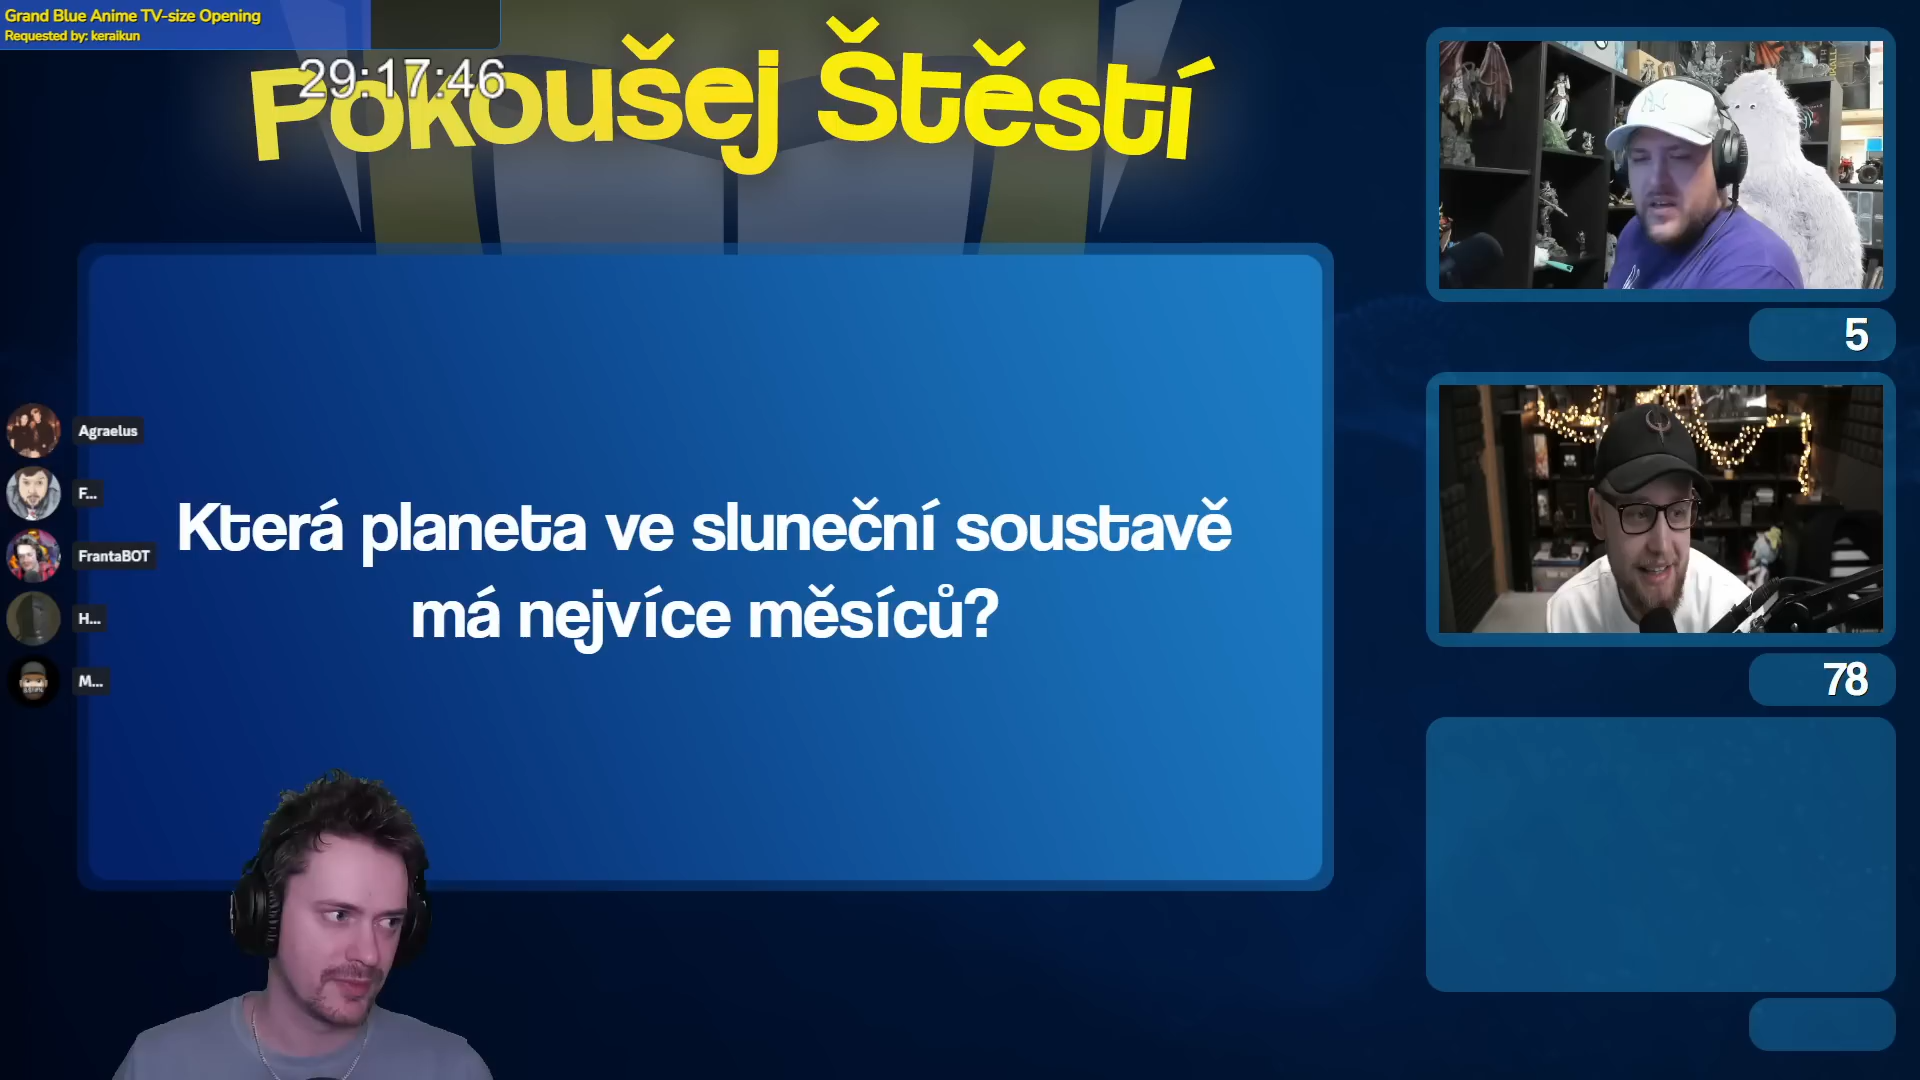 Grand Blue Anime TV-size Opening
Requested by: keraikun
29:17:46
Pokoušej Štěstí
5
Agraelus
F...
FrantaBOT
H...
M...
Která planeta ve sluneční soustavě
má nejvíce měsíců?
78